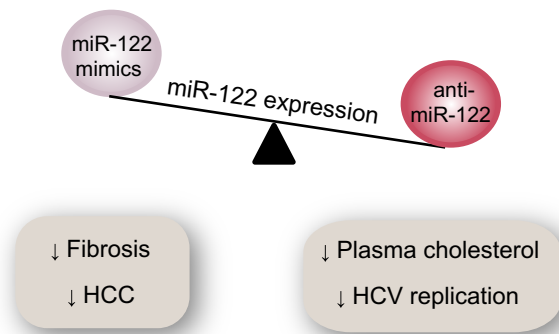 miR-122
mimics
miR-122 expression
anti-
miR-122
↓ Fibrosis
↓ HCC
↓ Plasma cholesterol
↓ HCV replication